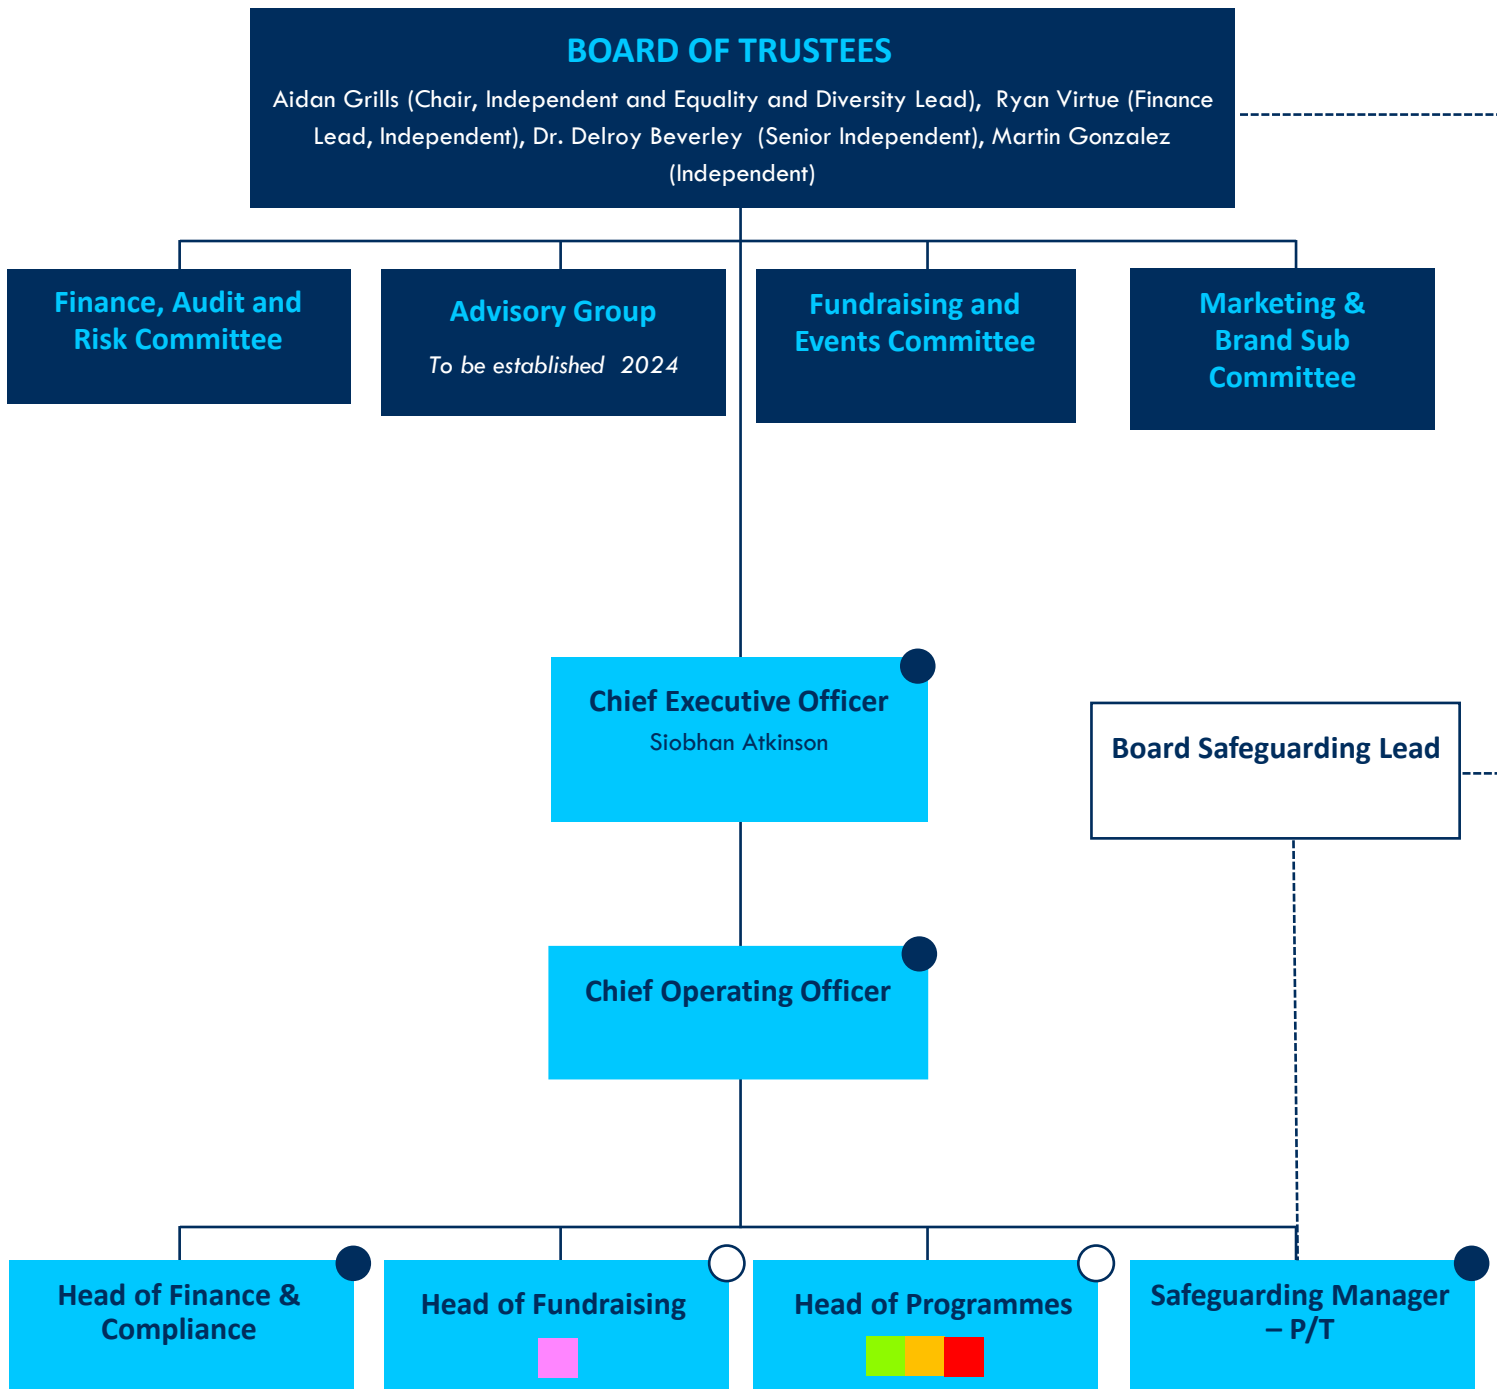 BOARD OF TRUSTEES
Aidan Grills (Chair, Independent and Equality and Diversity Lead),  Ryan Virtue (Finance
Lead, Independent), Dr. Delroy Beverley  (Senior Independent), Martin Gonzalez
(Independent)
Finance, Audit and
Risk Committee
Advisory Group
To be established  2024
Fundraising and
Events Committee
Marketing &
Brand Sub
Committee
Chief Executive Officer
Siobhan Atkinson
Board Safeguarding Lead
Chief Operating Officer
Head of Finance &
Compliance
Head of Fundraising
Head of Programmes
Safeguarding Manager
– P/T